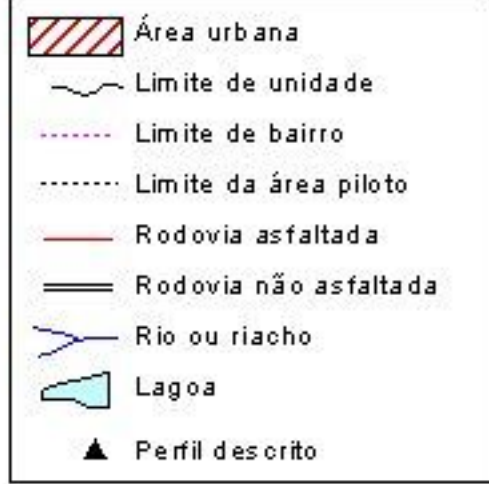 Área urbana
Limite de unidade
Limite de bairro
Limite da área piloto
Rodovia asfaltada
Rodovia não asfaltada
Rio ou riacho
Lagoa
Perfil descrito